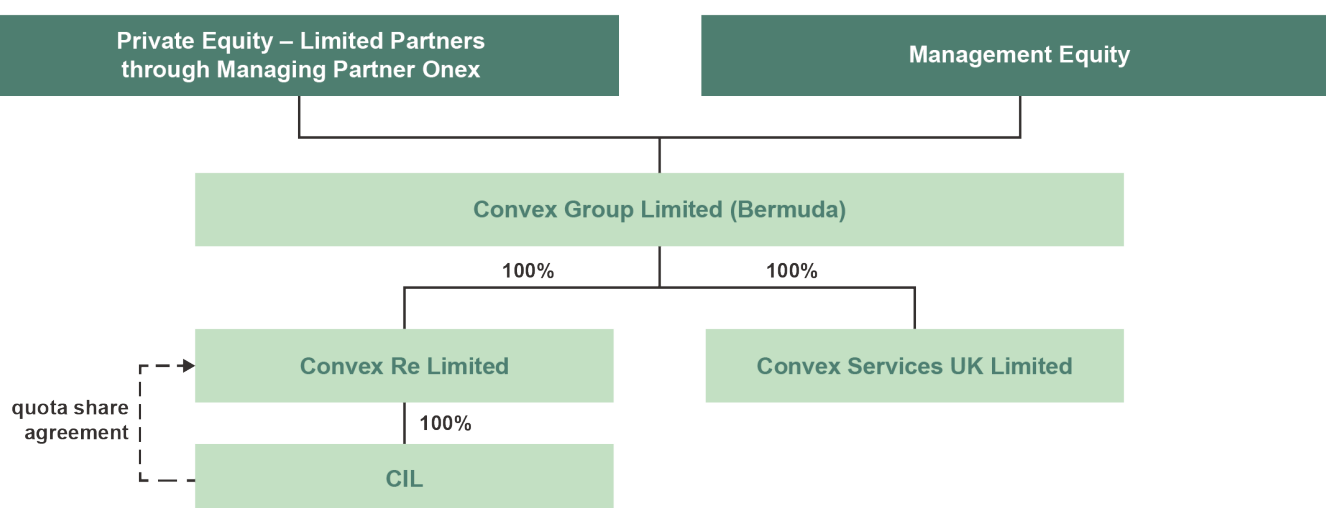 Private Equity – Limited Partners
through Managing Partner Onex
Management Equity
Convex Group Limited (Bermuda)
100%
100%
Convex Re Limited
Convex Services UK Limited
quota share
agreement
100%
CIL